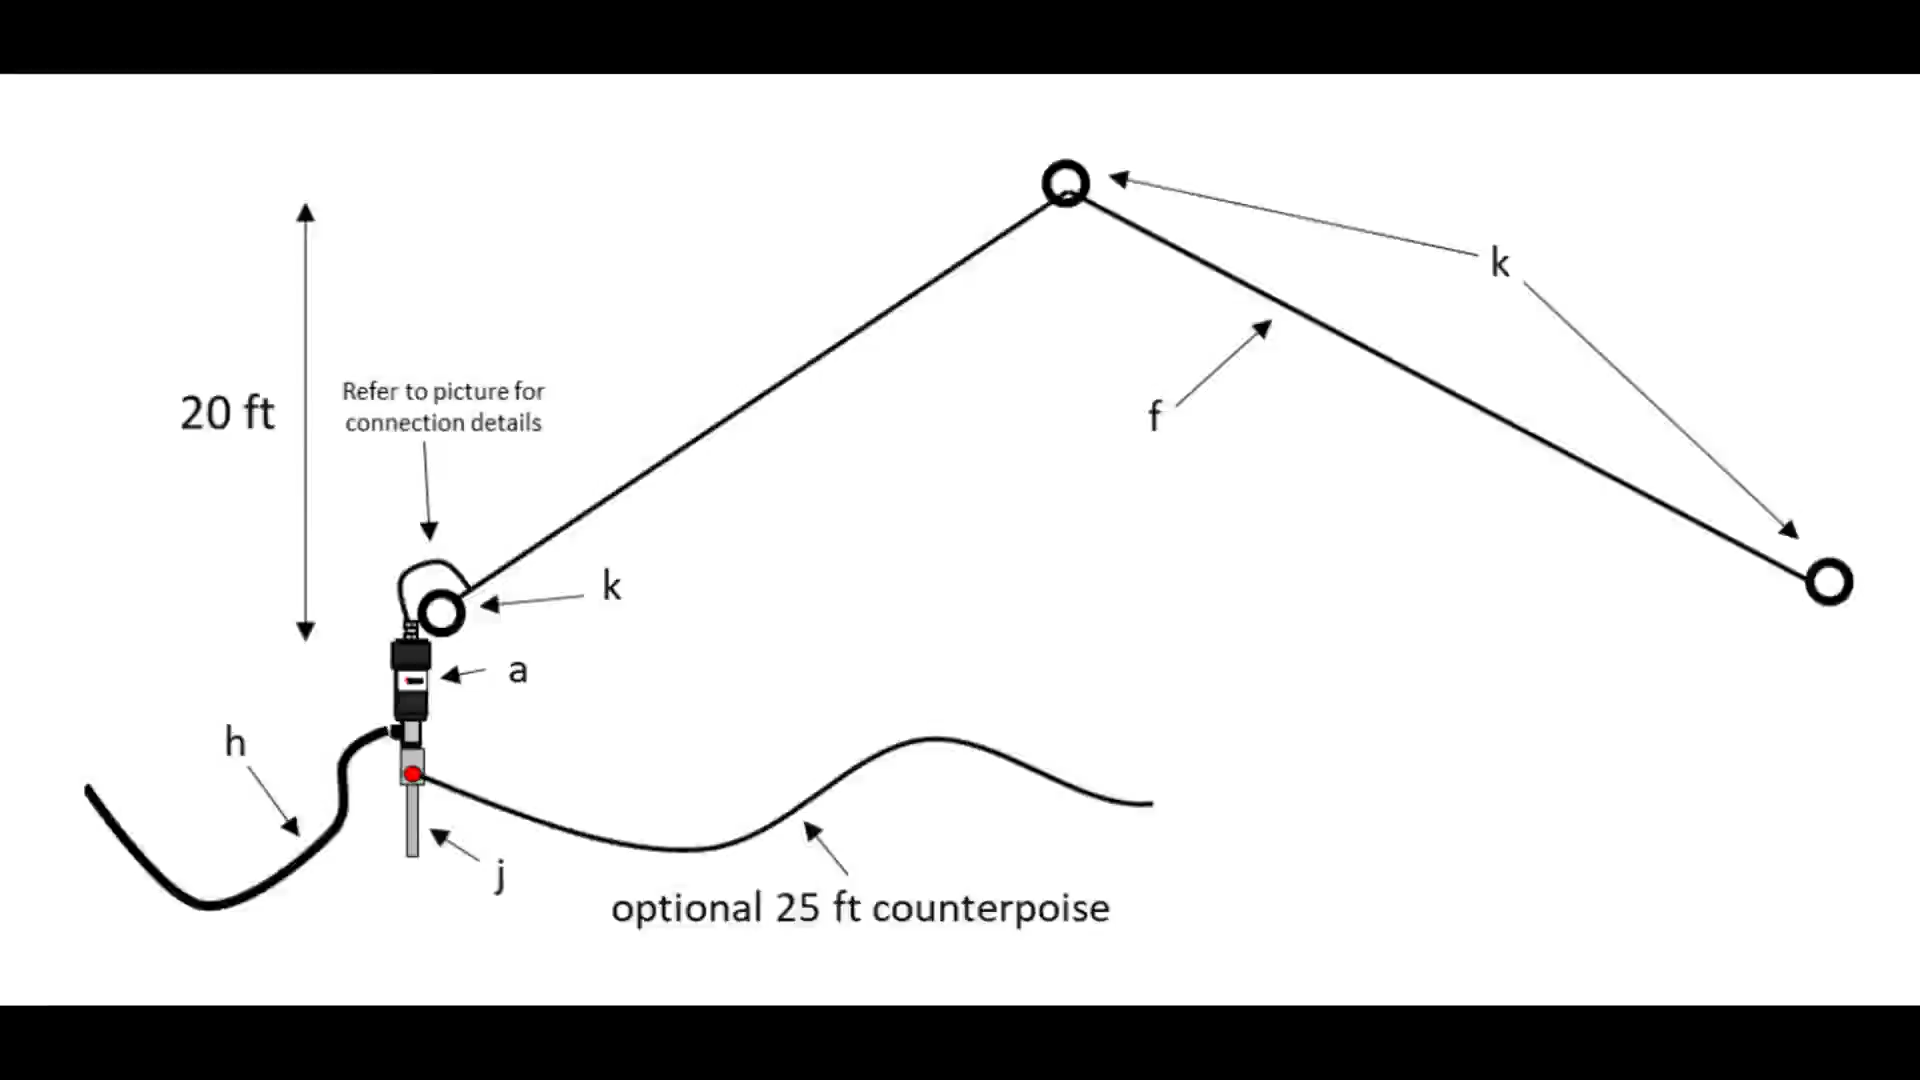 k
20 ft
Refer to picture for
connection details
f
k
a
h
j
optional 25 ft counterpoise